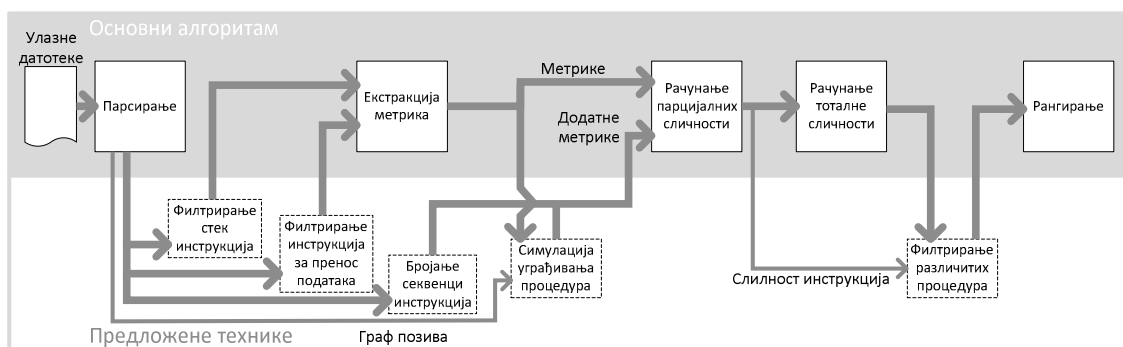 Основни алгоритам
Улазне
датотеке
Парсирање
Екстракција
метрика
Метрике
Додатне
метрике
Рачунање
парцијалних
сличности
Рачунање
тоталне
сличности
Рангирање
Филтрирање
стек
инструкција
Филтрирање
инструкција
за пренос
података
Бројање
секвенци
инструкција
Симулација
уграђивања
процедура
Слилност инструкција
Филтрирање
различитих
процедура
Граф позива
Предложене технике